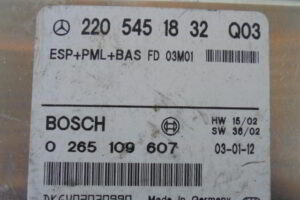 220 545 18 32 Q03
ESP+PML+BAS FD 03M01
BOSCH
HW 15/02
SW 36/02
0 265 109 607
03-01-12
Made in Germany